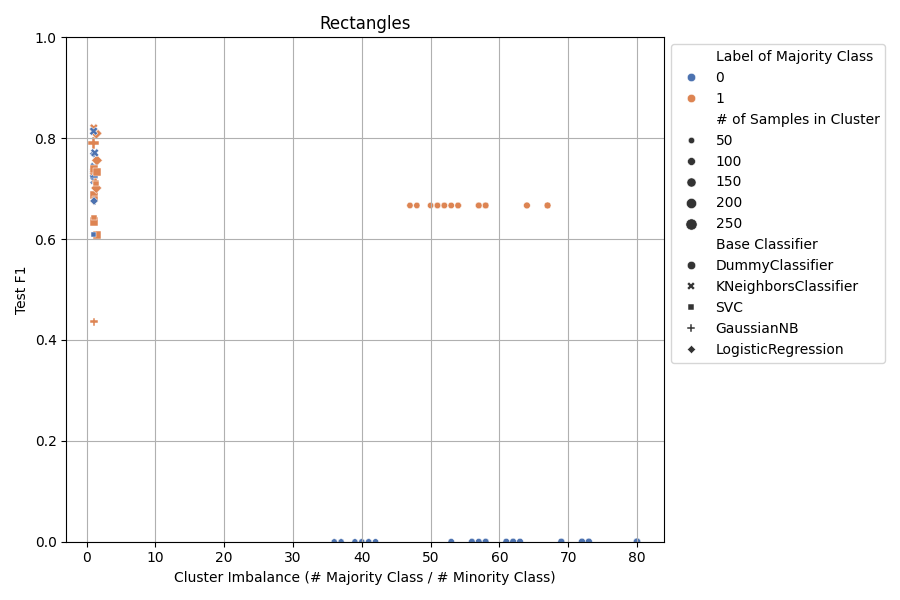 Rectangles
1.0
0.8
0.6
0.4
0.2
0.0
Test F1
0 10 20 30 40 50 60 70 80
Cluster Imbalance (# Majority Class / # Minority Class)
Label of Majority Class
0
1
# of Samples in Cluster
50
100
150
200
250
Base Classifier
DummyClassifier
KNeighborsClassifier
SVC
GaussianNB
LogisticRegression